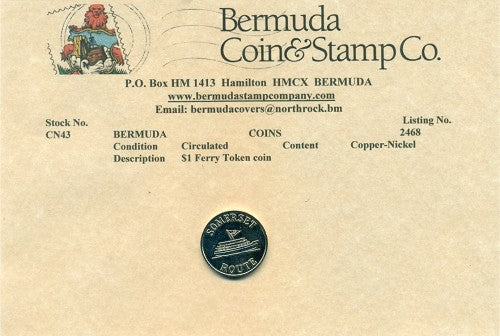 Bermuda
Coin&Stamp Co.
P.O. Box HM 1413 Hamilton HMCX BERMUDA
www.bermudastampcompany.com
Email: bermudacovers@northrock.bm
Stock No. Listing No.
CN43 BERMUDA COINS 2468
Condition Circulated Content Copper-Nickel
Description $1 Ferry Token coin
SOMERSET
ROUTE